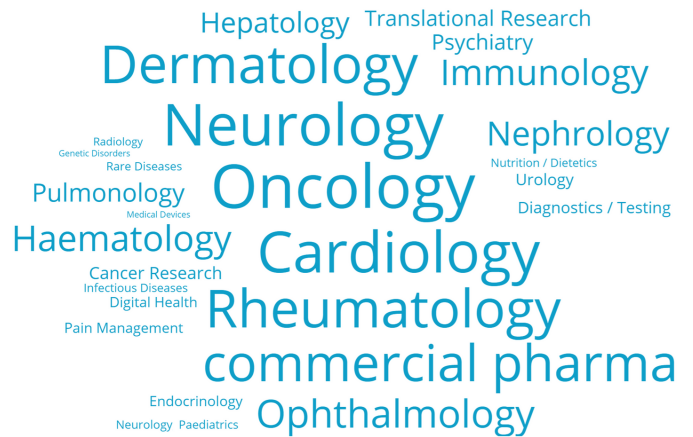 Hepatology
Translational Research
Psychiatry
Dermatology
Immunology
Neurology
Nephrology
Radiology
Genetic Disorders
Rare Diseases
Nutrition / Dietetics
Oncology
Urology
Pulmonology
Medical Devices
Diagnostics / Testing
Haematology
Cardiology
Cancer Research
Infectious Diseases
Digital Health
Rheumatology
Pain Management
commercial pharma
Endocrinology
Ophthalmology
Neurology Paediatrics